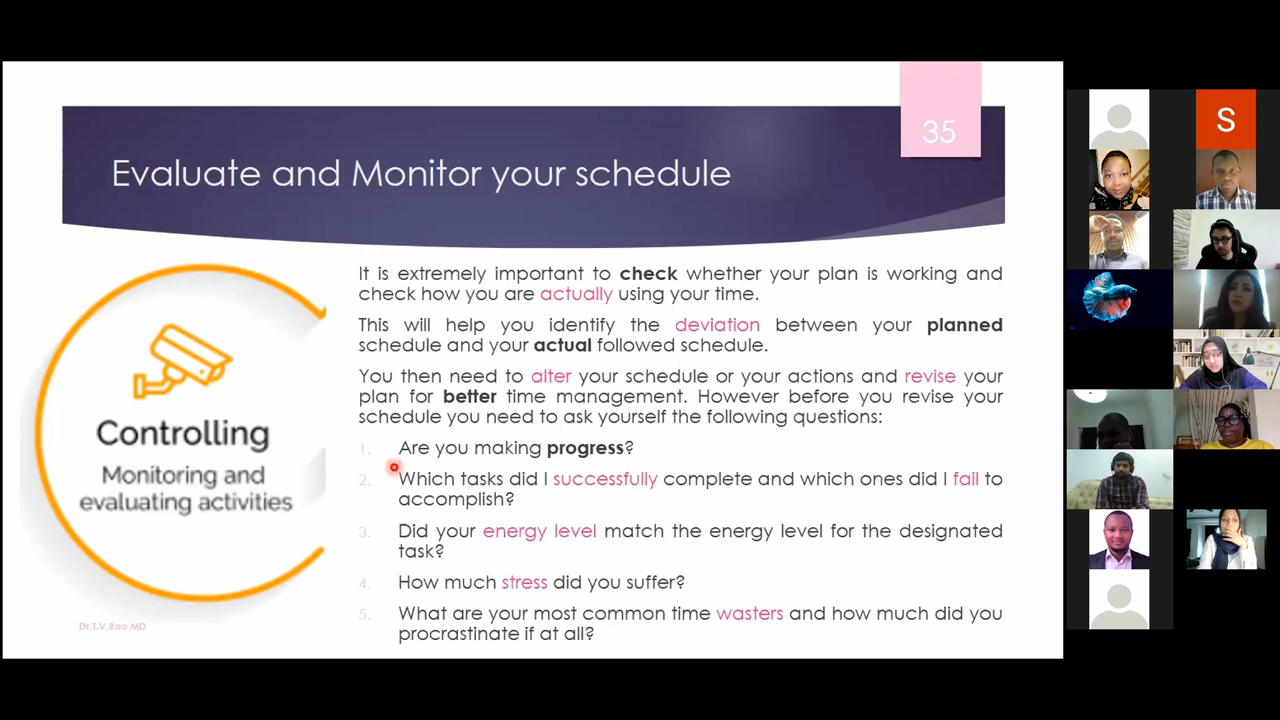 35
Evaluate and Monitor your schedule
S
It is extremely important to check whether your plan is working and
check how you are actually using your time.
This will help you identify the deviation between your planned
schedule and your actual followed schedule.
You then need to alter your schedule or your actions and revise your
plan for better time management. However before you revise your
schedule you need to ask yourself the following questions:
1. Are you making progress?
2. Which tasks did I successfully complete and which ones did I fail to
accomplish?
3. Did your energy level match the energy level for the designated
task?
4. How much stress did you suffer?
5. What are your most common time wasters and how much did you
procrastinate if at all?
Controlling
Monitoring and
evaluating activities
Dr.T.V.Rao MD